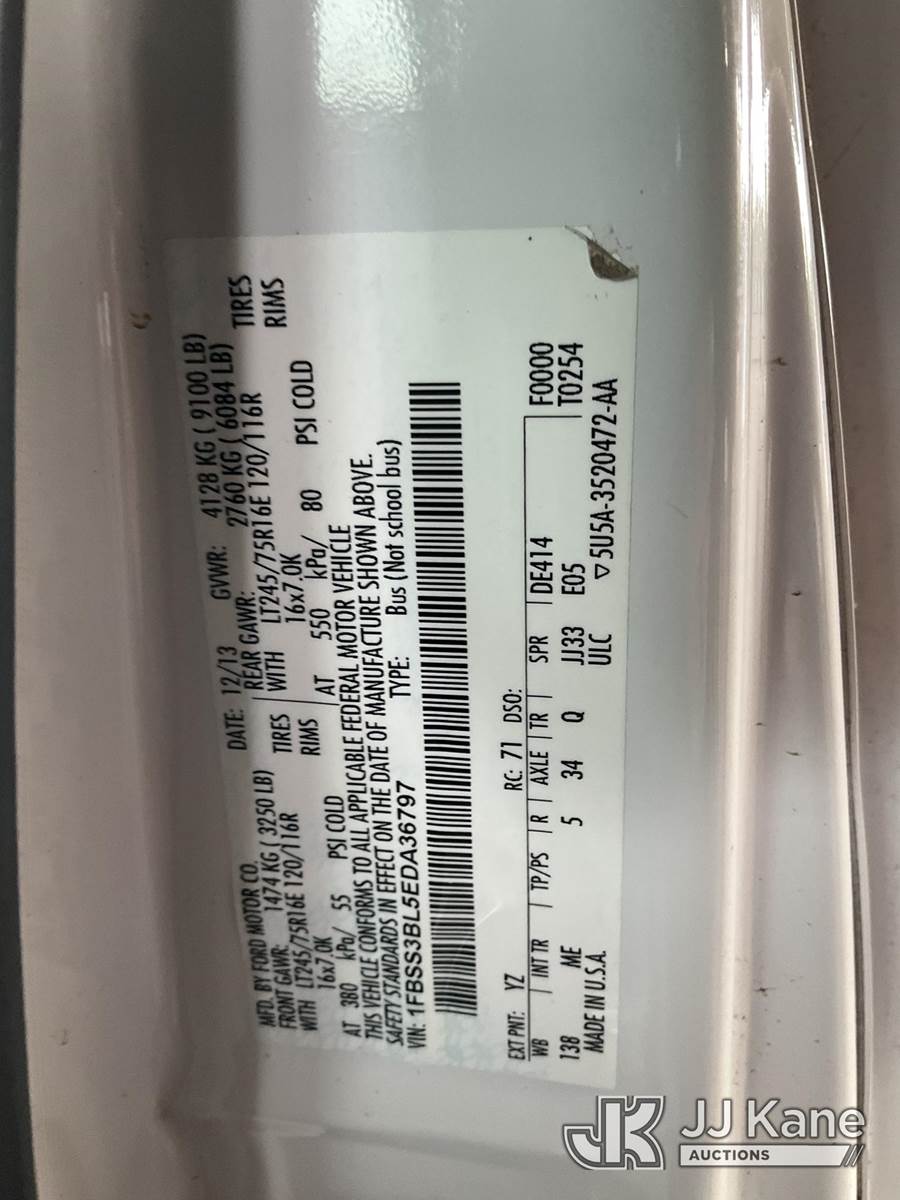 MFD. BY FORD MOTOR CO.
DATE: 12/13 GVWR: 4128 KG ( 9100 LB)
FRONT GAWR: 1474 KG ( 3250 LB) REAR GAWR: 2760 KG ( 6084 LB)
WITH LT245/75R16E 120/116R TIRES WITH LT245/75R16E 120/116R TIRES
16x7.0K RIMS 16x7.0K RIMS
AT 380 kPa/ 55 PSI COLD AT 550 kPa/ 80 PSI COLD
THIS VEHICLE CONFORMS TO ALL APPLICABLE FEDERAL MOTOR VEHICLE
SAFETY STANDARDS IN EFFECT ON THE DATE OF MANUFACTURE SHOWN ABOVE.
VIN: 1FBSS3BL5EDA36797 TYPE: Bus (Not school bus)
EXT PNT: YZ RC: 71 DSO: F0000
WB INT TR TP/PS R AXLE TR SPR DE414 T0254
138 ME 5 34 Q JJ33 E05
MADE IN U.S.A. ULC ▽5U5A-3520472-AA
JK JJ Kane
AUCTIONS